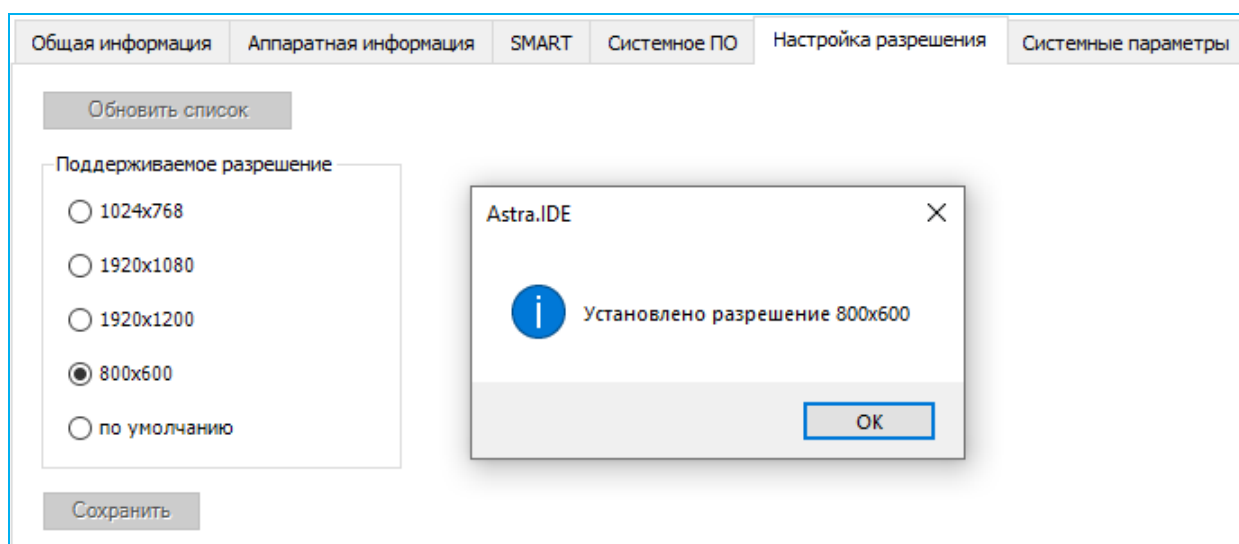 Общая информация Аппаратная информация SMART Системное ПО Настройка разрешения Системные параметры
Обновить список
Поддерживаемое разрешение
1024x768
1920x1080
1920x1200
800x600
по умолчанию
Сохранить
Astra.IDE
Установлено разрешение 800x600
OK